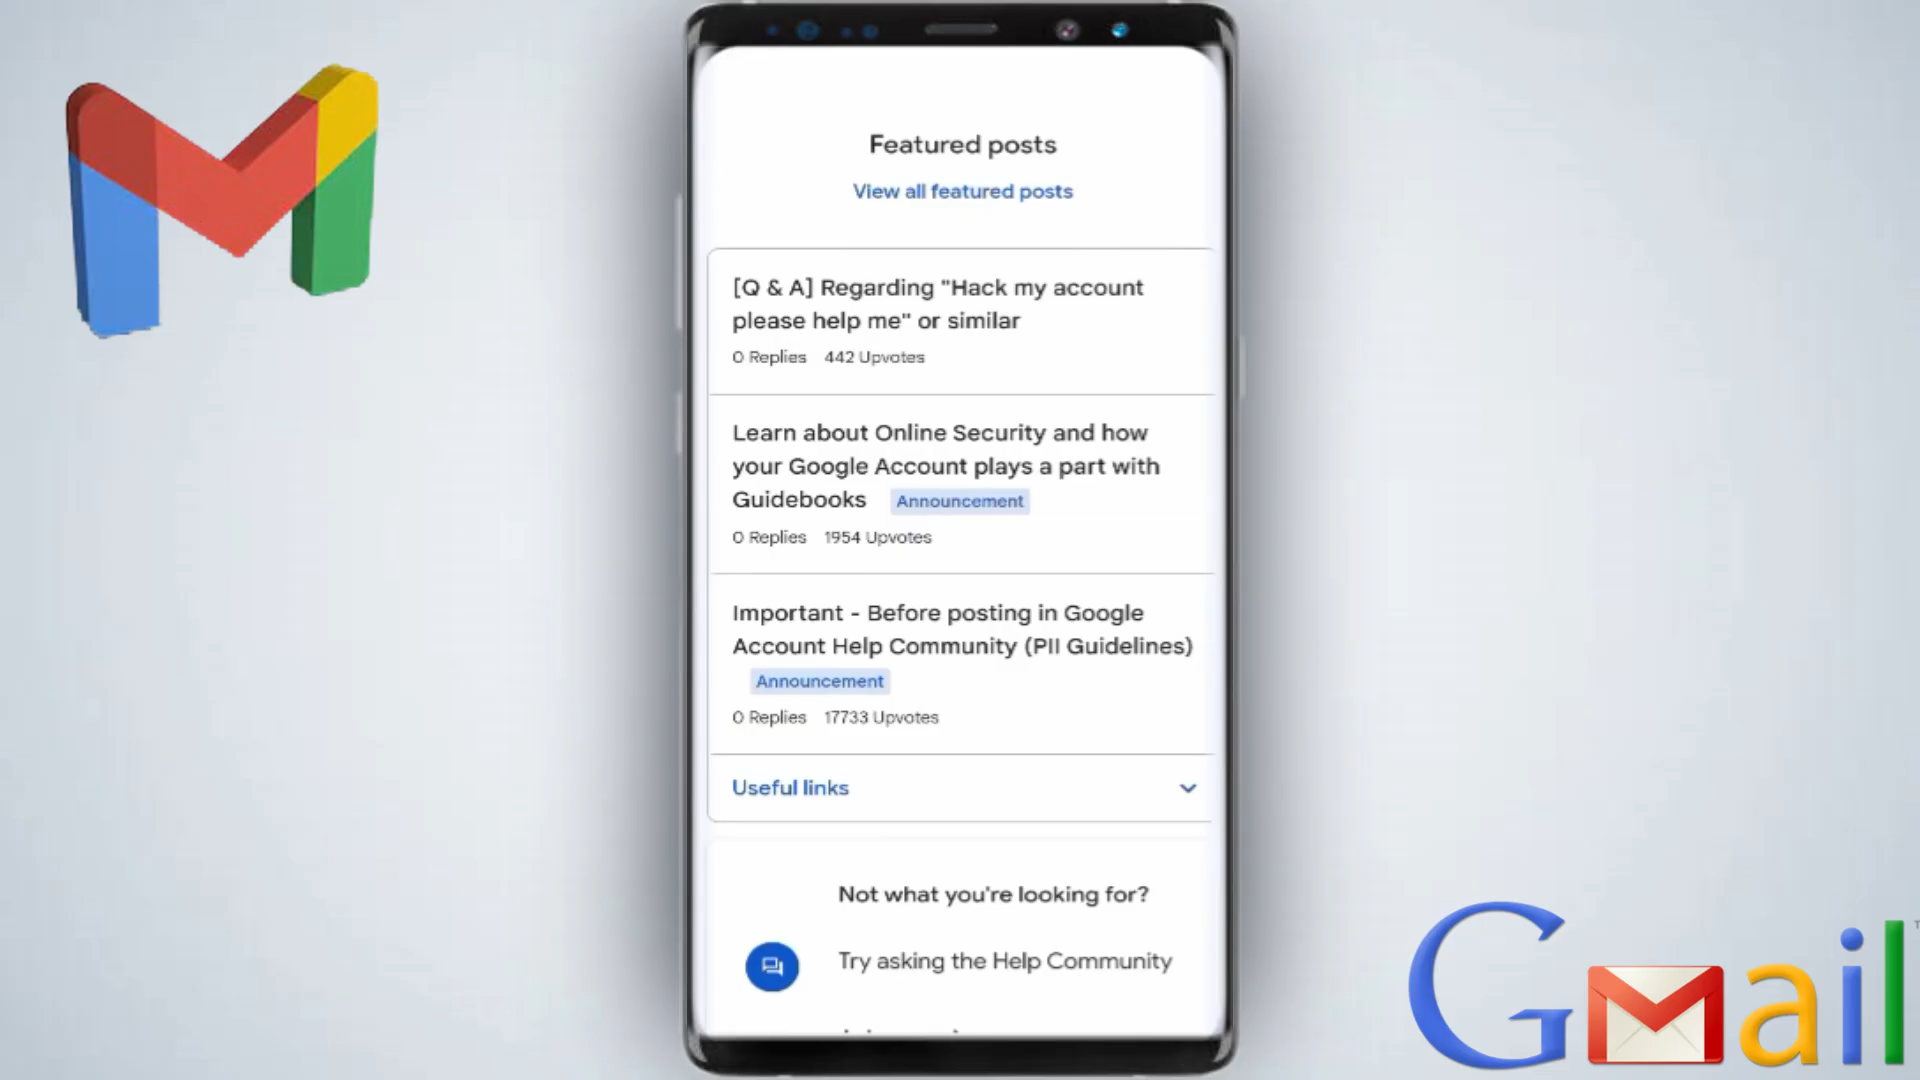 Featured posts
View all featured posts
[Q & A] Regarding "Hack my account
please help me" or similar
0 Replies 442 Upvotes
Learn about Online Security and how
your Google Account plays a part with
Guidebooks Announcement
0 Replies 1954 Upvotes
Important - Before posting in Google
Account Help Community (PII Guidelines)
Announcement
0 Replies 17733 Upvotes
Useful links
Not what you're looking for?
Try asking the Help Community
Gmail